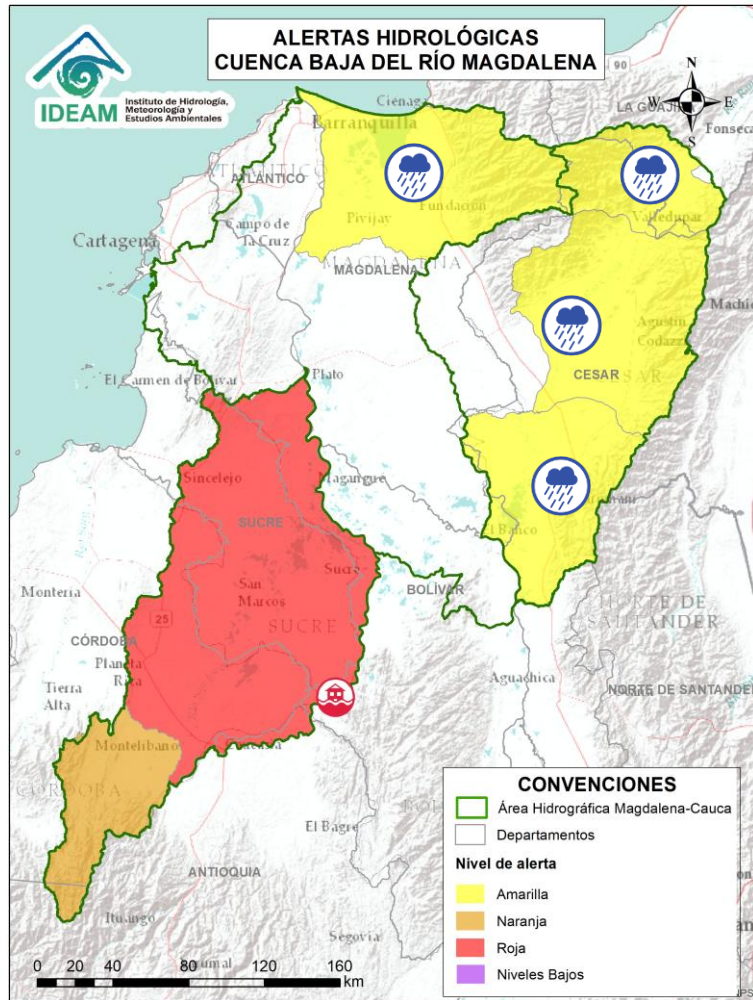 ALERTAS HIDROLÓGICAS
CUENCA BAJA DEL RÍO MAGDALENA
IDEAM
Instituto de Hidrología,
Meteorología y
Estudios Ambientales
90
N
W E
S
LA GUAJI
Fonseca
Ciénaga
Barranquilla
ATLÁNTICO
Campo de
la Cruz
Pivijay
Fundación
Valledupar
Cartagena
MAGDALENA
MAGDALENA
Machi
Agustín
Codazzi
CESAR
El Carmen de Bolívar
Plato
Sincelejo
Magangue
SUCRE
El Banco
San
Marcos
Sucre
BOLÍVAR
SUCRE
Montería
25
CÓRDOBA
Planeta
Rica
Tierra
Alta
NORTE DE
SANTANDER
Aguachica
NORTE DE SANTANDER
Montelíbano
El Bagre
ANTIOQUIA
Ituango
Segovia
0 40 80 120 160
km
CONVENCIONES
Área Hidrográfica Magdalena-Cauca
Departamentos
Nivel de alerta
Amarilla
Naranja
Roja
Niveles Bajos